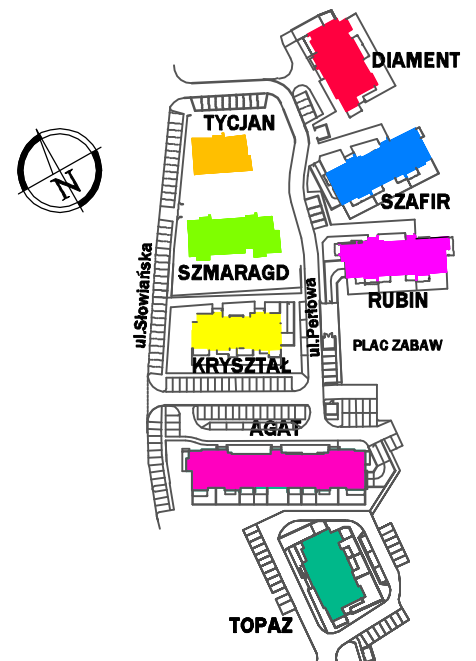 DIAMENT
TYCJAN
SZAFIR
N
ul.Słowiańska
SZMARAGD
ul.Perłowa
RUBIN
PLAC ZABAW
KRYSZTAŁ
AGAT
TOPAZ